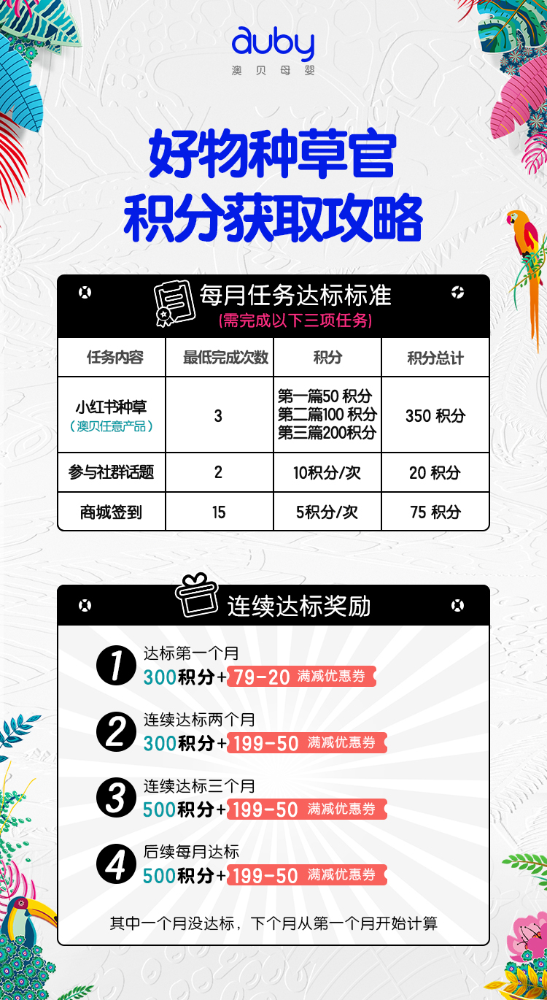 auby
澳贝母婴
好物种草官
积分获取攻略
每月任务达标标准
(需完成以下三项任务)
任务内容 最低完成次数 积分 积分总计
小红书种草
（澳贝任意产品）
3
第一篇50 积分
第二篇100 积分
第三篇200积分
350 积分
参与社群话题 2 10积分/次 20 积分
商城签到 15 5积分/次 75 积分
连续达标奖励
1 达标第一个月
300积分+79-20 满减优惠券
2 连续达标两个月
300积分+199-50 满减优惠券
3 连续达标三个月
500积分+199-50 满减优惠券
4 后续每月达标
500积分+199-50 满减优惠券
其中一个月没达标，下个月从第一个月开始计算